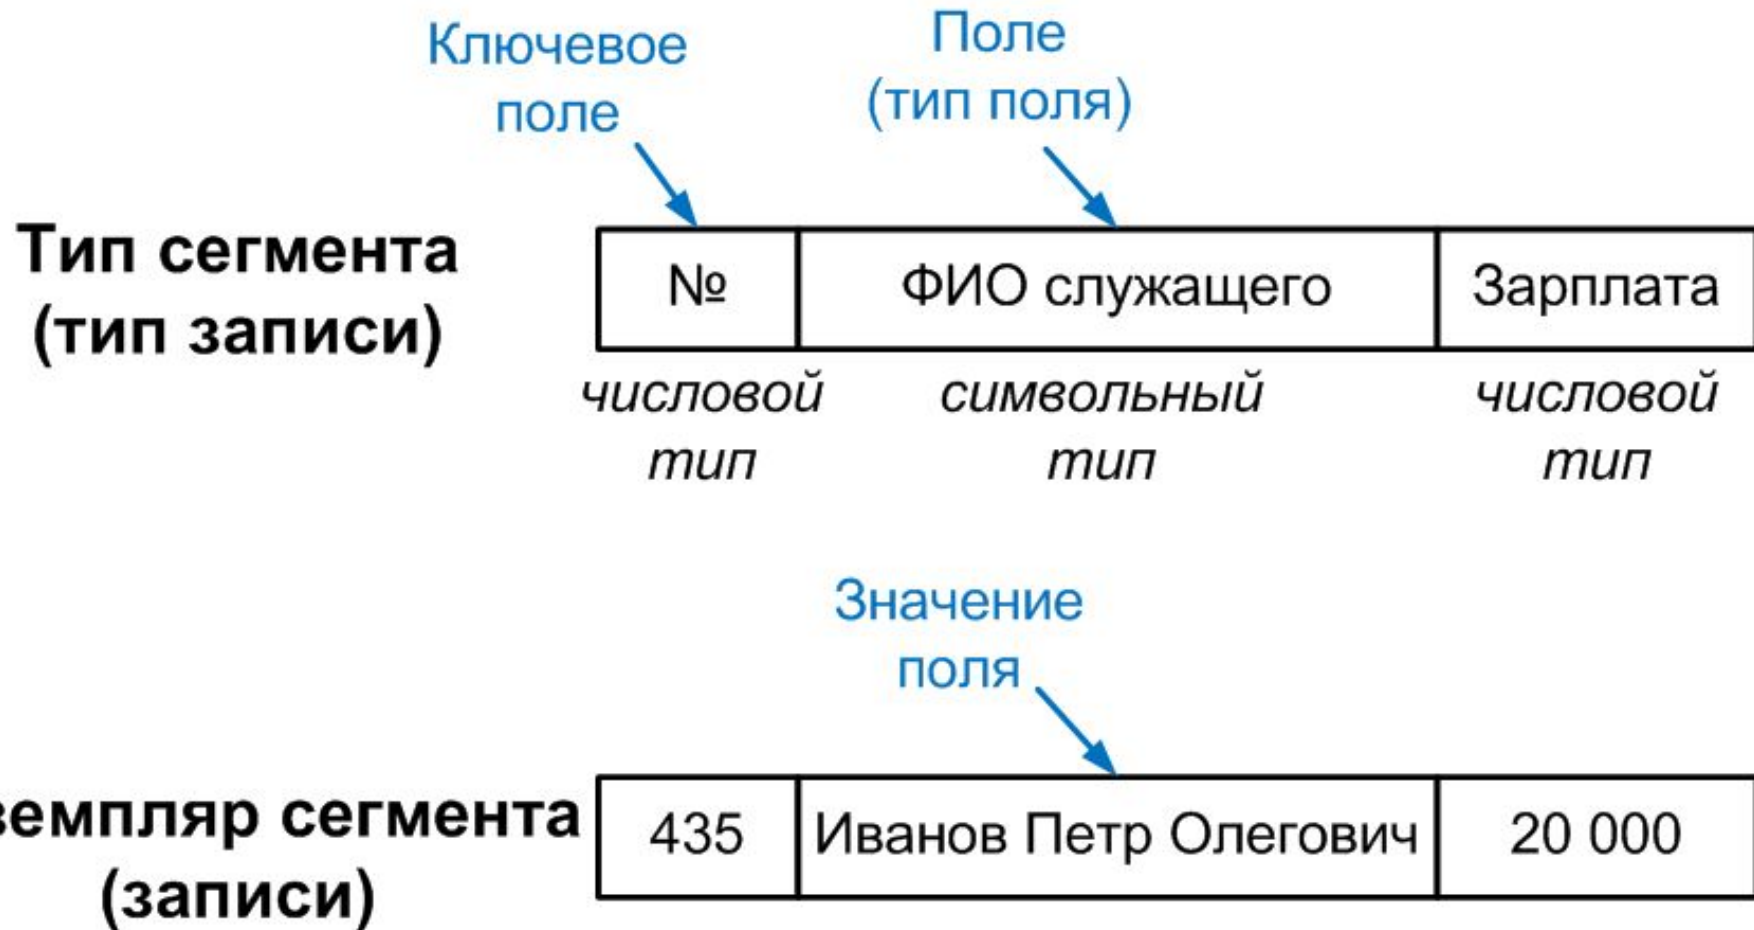 Ключевое
поле
Поле
(тип поля)
Тип сегмента
(тип записи)
№ ФИО служащего Зарплата
числовой
тип
символьный
тип
числовой
тип
Значение
поля
земпляр сегмента
(записи)
435 Иванов Петр Олегович 20 000